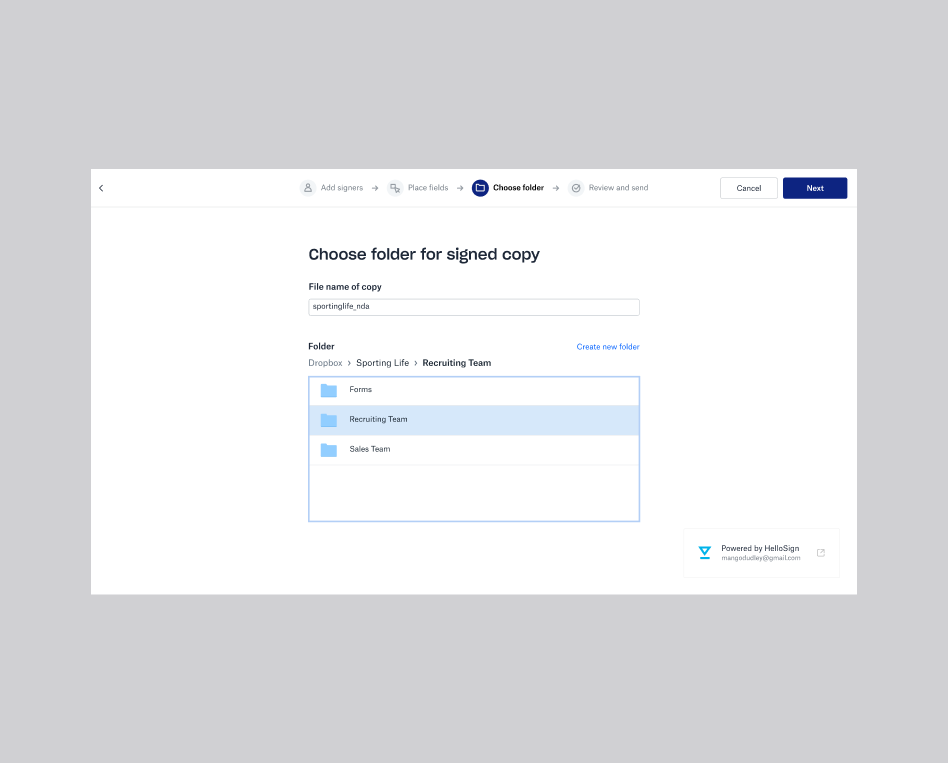 Add signers → Place fields → Choose folder → Review and send Cancel Next
Choose folder for signed copy
File name of copy
sportinglife_nda
Folder Create new folder
Dropbox › Sporting Life › Recruiting Team
Forms
Recruiting Team
Sales Team
Powered by HelloSign
mangodudley@gmail.com